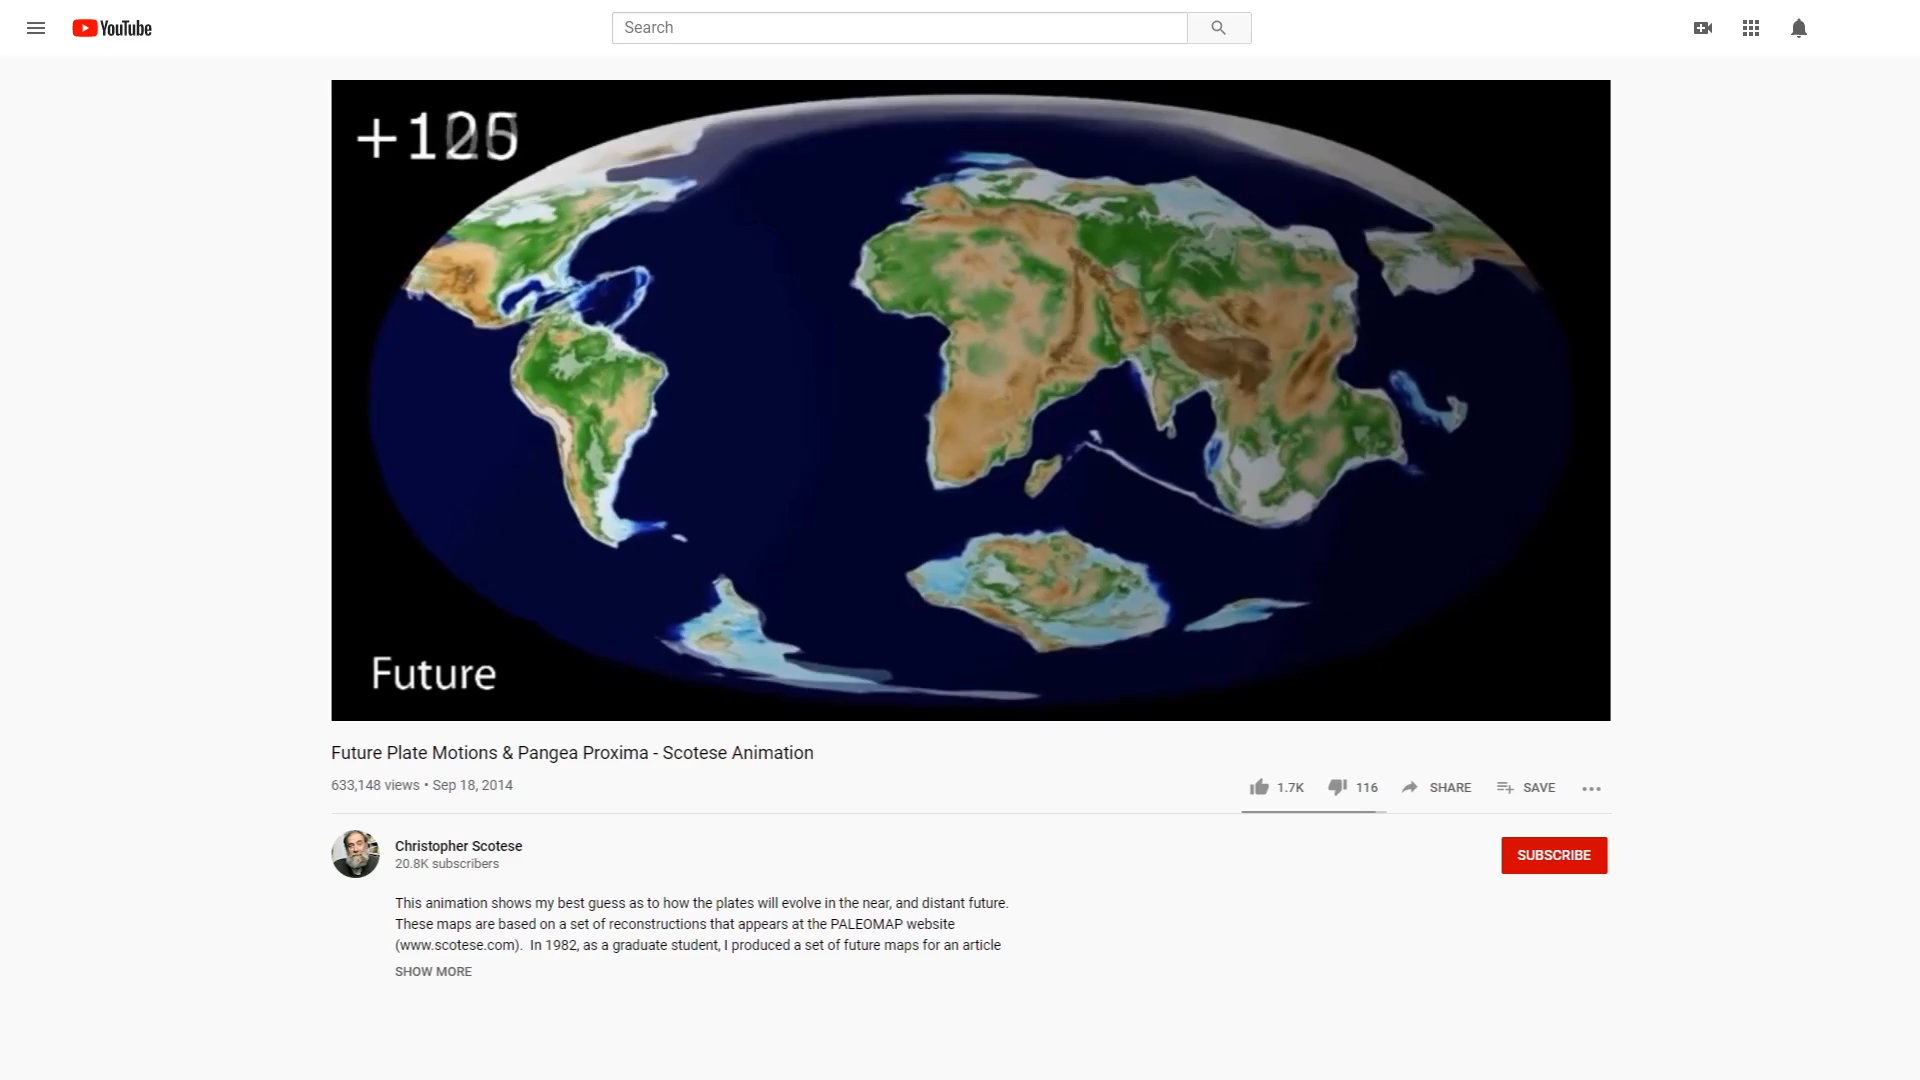 YouTube
Search
Future
Future Plate Motions & Pangea Proxima - Scotese Animation
633,148 views • Sep 18, 2014
1.7K 116 SHARE SAVE
Christopher Scotese
20.8K subscribers
SUBSCRIBE
This animation shows my best guess as to how the plates will evolve in the near, and distant future.
These maps are based on a set of reconstructions that appears at the PALEOMAP website
(www.scotese.com). In 1982, as a graduate student, I produced a set of future maps for an article
SHOW MORE